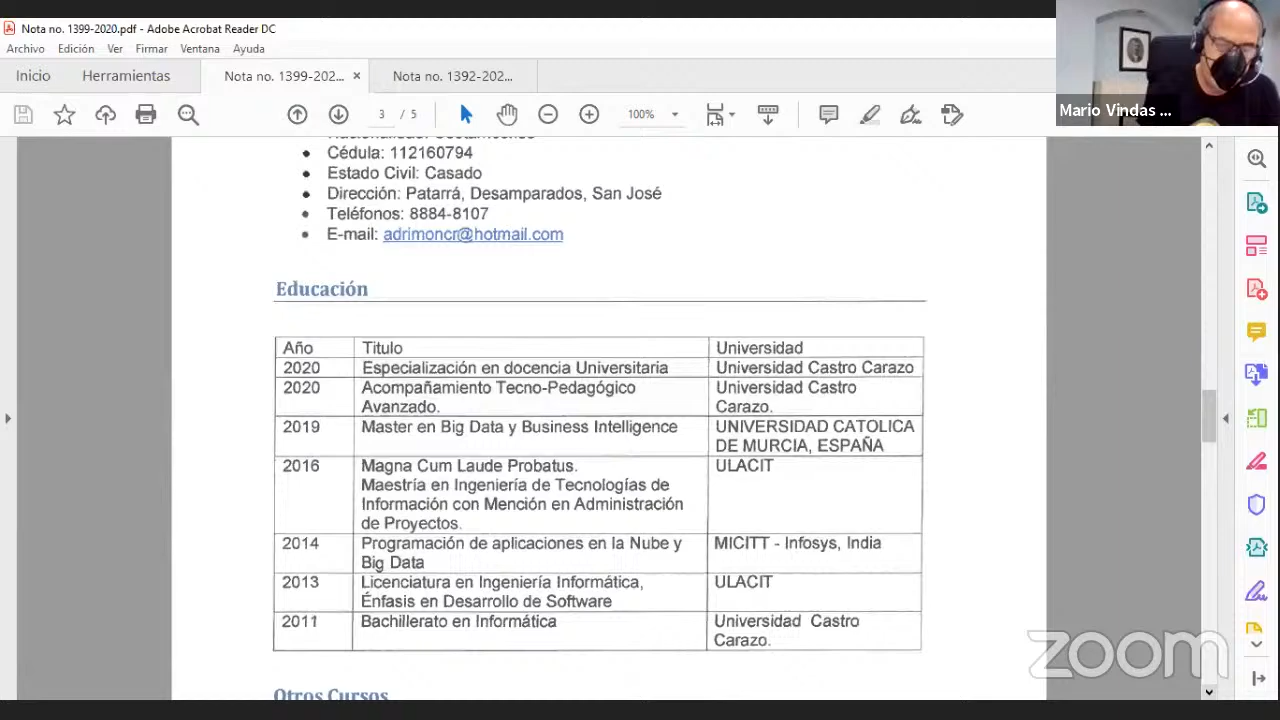 Nota no. 1399-2020.pdf - Adobe Acrobat Reader DC
Archivo Edición Ver Firmar Ventana Ayuda
Inicio Herramientas Nota no. 1399-202... × Nota no. 1392-202...
3 / 5 100%
Mario Vindas ...
Nacionalidad: Costarricense
• Cédula: 112160794
• Estado Civil: Casado
• Dirección: Patarrá, Desamparados, San José
• Teléfonos: 8884-8107
• E-mail: adrimoncr@hotmail.com
Educación
Año Titulo Universidad
2020 Especialización en docencia Universitaria Universidad Castro Carazo
2020 Acompañamiento Tecno-Pedagógico Universidad Castro
Avanzado. Carazo.
2019 Master en Big Data y Business Intelligence UNIVERSIDAD CATOLICA
DE MURCIA, ESPAÑA
2016 Magna Cum Laude Probatus. ULACIT
Maestría en Ingeniería de Tecnologías de
Información con Mención en Administración
de Proyectos.
2014 Programación de aplicaciones en la Nube y MICITT - Infosys, India
Big Data
2013 Licenciatura en Ingeniería Informática, ULACIT
Énfasis en Desarrollo de Software
2011 Bachillerato en Informática Universidad Castro
Carazo.
zoom
Otros Cursos